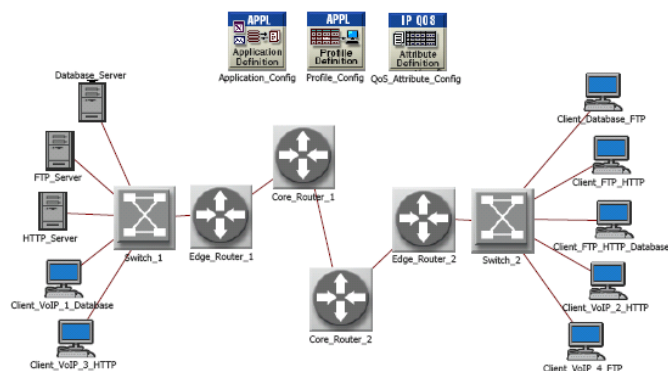 APPL
Application
Definition
Application_Config
APPL
Profile
Definition
Profile_Config
IP QOS
Attribute
Definition
QoS_Attribute_Config
Database_Server
FTP_Server
HTTP_Server
Client_VoIP_1_Database
Client_VoIP_3_HTTP
Switch_1
Edge_Router_1
Core_Router_1
Core_Router_2
Edge_Router_2
Switch_2
Client_Database_FTP
Client_FTP_HTTP
Client_FTP_HTTP_Database
Client_VoIP_2_HTTP
Client_VoIP_4_FTP